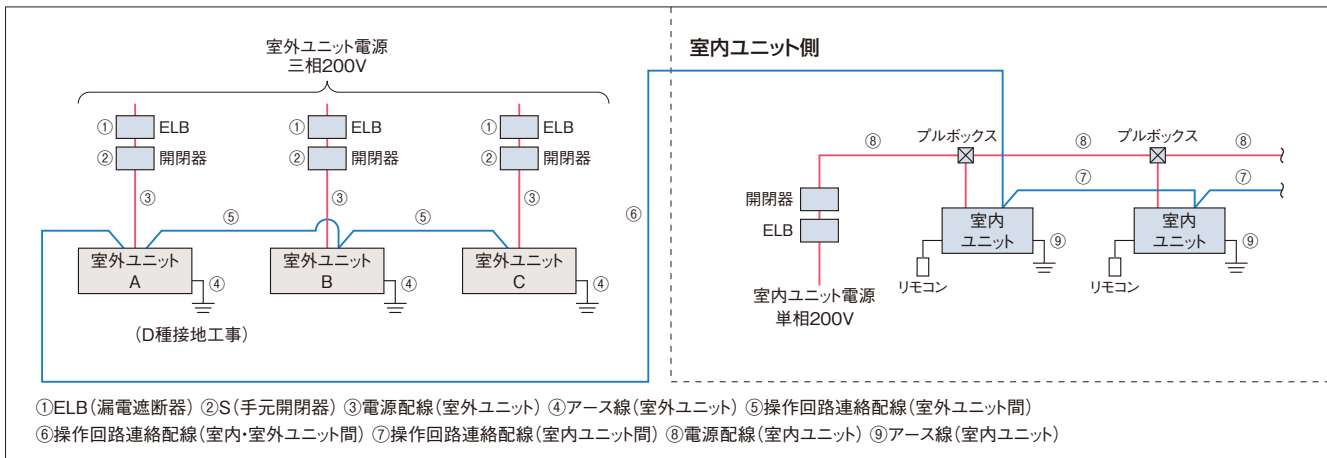 室外ユニット電源
三相200V
室内ユニット側
① ELB ① ELB ① ELB
② 開閉器 ② 開閉器 ② 開閉器
③ ③ ③
⑤ ⑤ ⑥
室外ユニット
A
室外ユニット
B
室外ユニット
C
④ ④ ④
(D種接地工事)
⑧ プルボックス ⑧ プルボックス ⑧
⑦ ⑦
開閉器
ELB
室内
ユニット
室内
ユニット
⑨ ⑨
リモコン リモコン
室内ユニット電源
単相200V
①ELB(漏電遮断器) ②S(手元開閉器) ③電源配線(室外ユニット) ④アース線(室外ユニット) ⑤操作回路連絡配線(室外ユニット間)
⑥操作回路連絡配線(室内・室外ユニット間) ⑦操作回路連絡配線(室内ユニット間) ⑧電源配線(室内ユニット) ⑨アース線(室内ユニット)